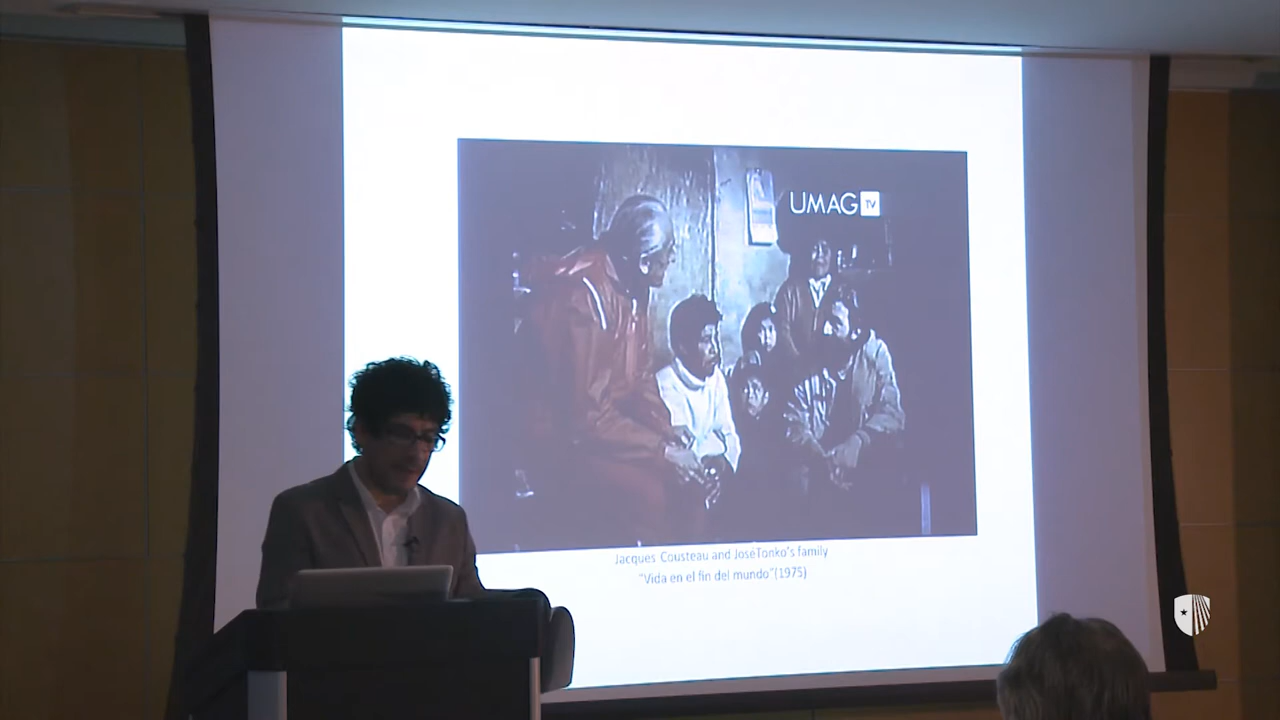 UMAG TV
Jacques Cousteau and JoséTonko's family
"Vida en el fin del mundo"(1975)